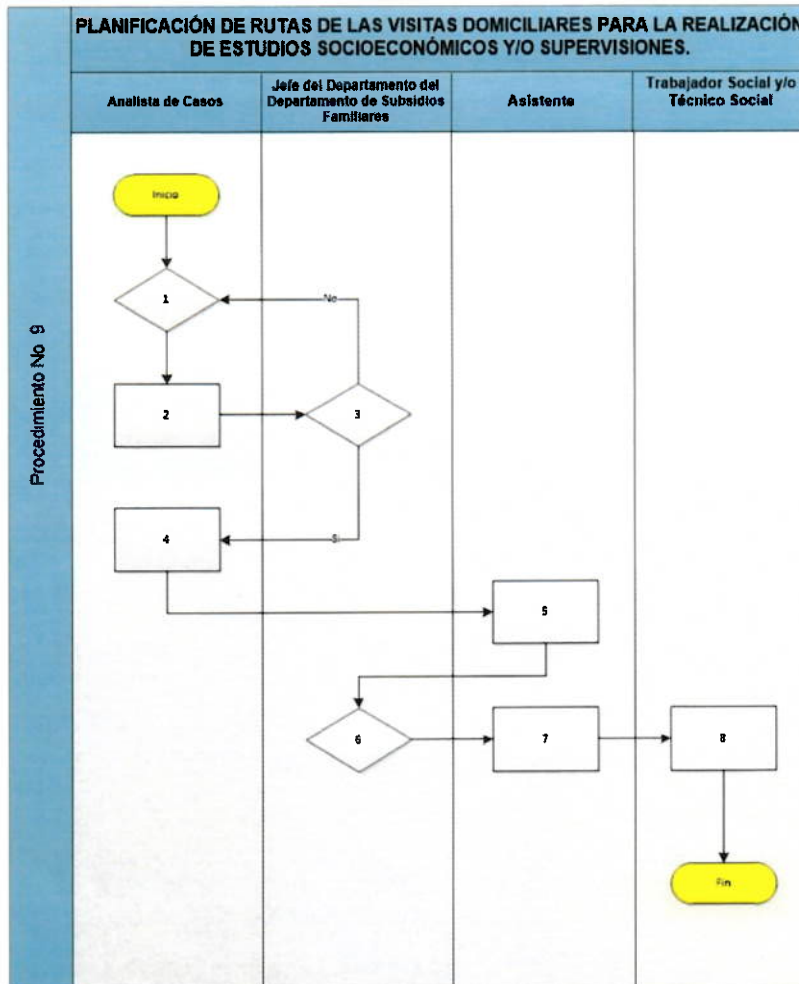 PLANIFICACIÓN DE RUTAS DE LAS VISITAS DOMICILIARES PARA LA REALIZACIÓN
DE ESTUDIOS SOCIOECONÓMICOS Y/O SUPERVISIONES.
Analista de Casos
Jefe del Departamento del
Departamento de Subsidios
Familiares
Asistente
Trabajador Social y/o
Técnico Social
Procedimiento No 9
Inicio
1
No
2
3
4
Si
5
6
7
8
Fin